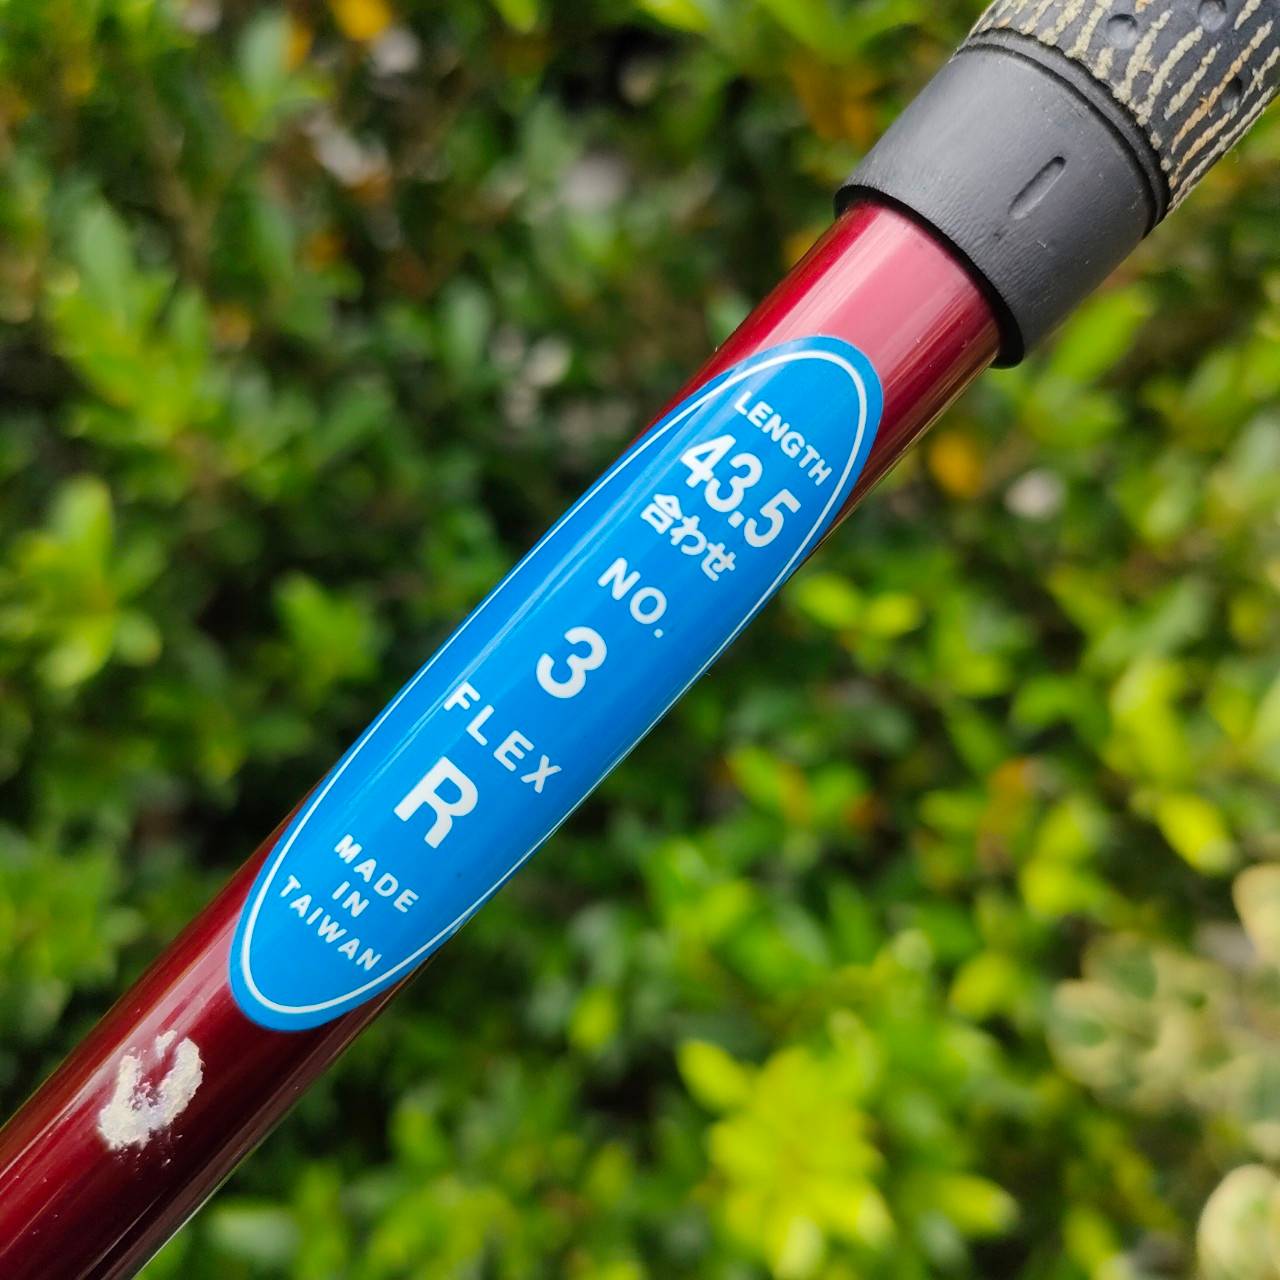 LENGTH
43.5
合わせ
NO.
3
FLEX
R
MADE
IN
TAIWAN